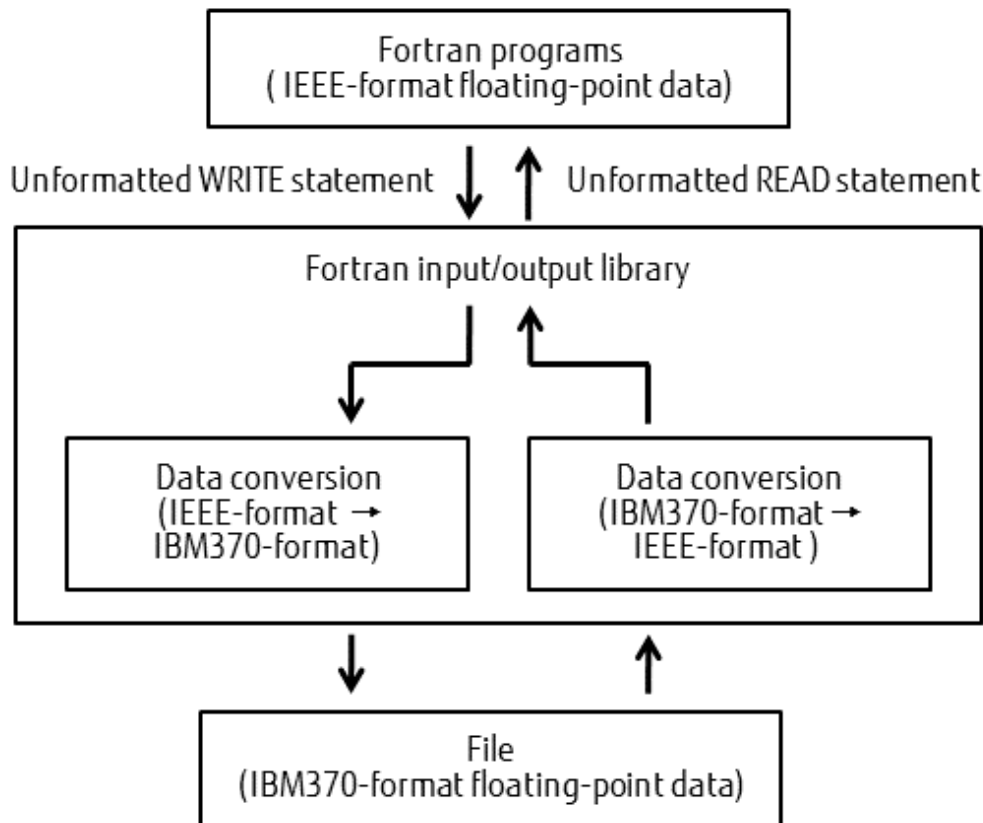 Fortran programs
( IEEE-format floating-point data)
Unformatted WRITE statement
Unformatted READ statement
Fortran input/output library
Data conversion
(IEEE-format →
IBM370-format)
Data conversion
(IBM370-format →
IEEE-format )
File
(IBM370-format floating-point data)